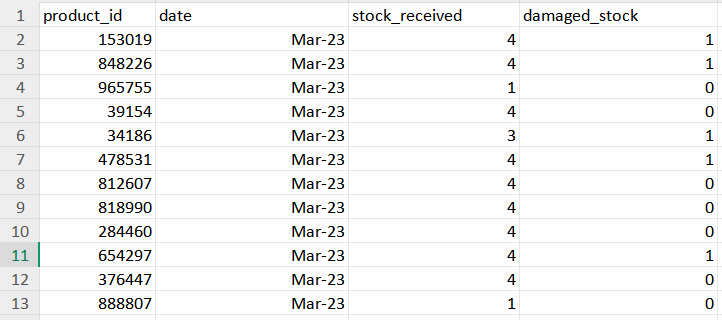 1 product_id date stock_received damaged_stock
2 153019 Mar-23 4 1
3 848226 Mar-23 4 1
4 965755 Mar-23 1 0
5 39154 Mar-23 4 0
6 34186 Mar-23 3 1
7 478531 Mar-23 4 1
8 812607 Mar-23 4 0
9 818990 Mar-23 4 0
10 284460 Mar-23 4 0
11 654297 Mar-23 4 1
12 376447 Mar-23 4 0
13 888807 Mar-23 1 0